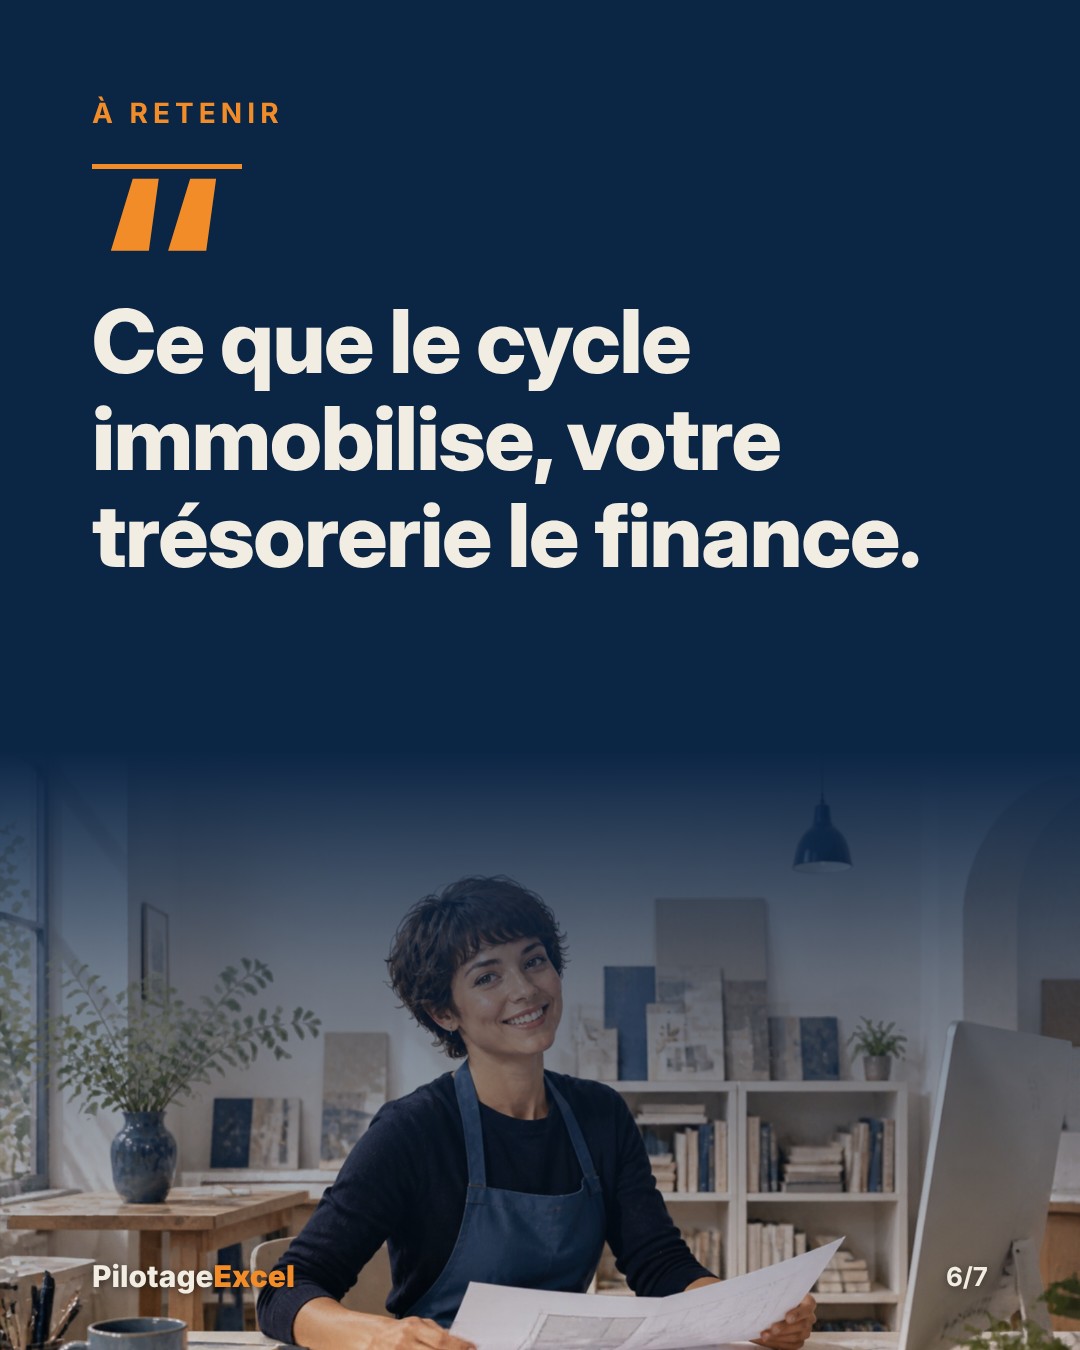 À RETENIR
"
Ce que le cycle
immobilise, votre
trésorerie le finance.
PilotageExcel
6/7